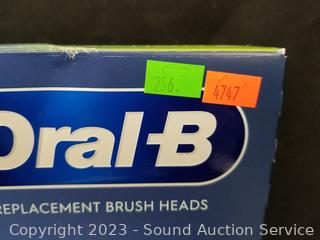 256.
4747
Oral-B
REPLACEMENT BRUSH HEADS
Copyright 2023 - Sound Auction Service